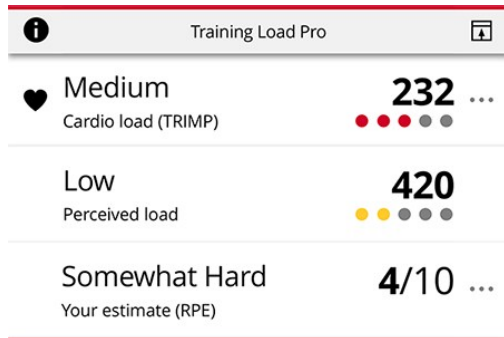 Training Load Pro
Medium 232
Cardio load (TRIMP)
Low 420
Perceived load
Somewhat Hard 4/10
Your estimate (RPE)